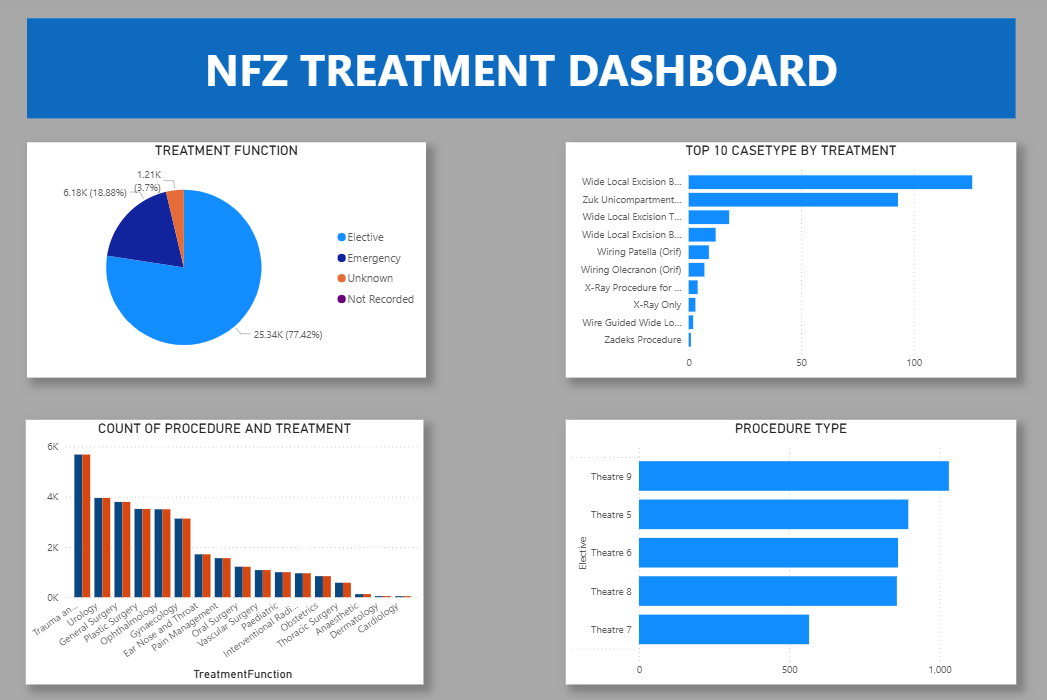 NFZ TREATMENT DASHBOARD
TREATMENT FUNCTION
1.21K
(3.7%)
6.18K (18.88%)
25.34K (77.42%)
Elective
Emergency
Unknown
Not Recorded
TOP 10 CASETYPE BY TREATMENT
Wide Local Excision B...
Zuk Unicompartment...
Wide Local Excision T...
Wide Local Excision B...
Wiring Patella (Orif)
Wiring Olecranon (Orif)
X-Ray Procedure for ...
X-Ray Only
Wire Guided Wide Lo...
Zadeks Procedure
0 50 100
COUNT OF PROCEDURE AND TREATMENT
6K
4K
2K
0K
Trauma an...
Urology
General Surgery
Plastic Surgery
Ophthalmology
Gynaecology
Ear Nose and Throat
Pain Management
Oral Surgery
Vascular Surgery
Paediatric
Interventional Radi...
Obstetrics
Thoracic Surgery
Anaesthetic
Dermatology
Cardiology
TreatmentFunction
PROCEDURE TYPE
Elective
Theatre 9
Theatre 5
Theatre 6
Theatre 8
Theatre 7
0 500 1,000